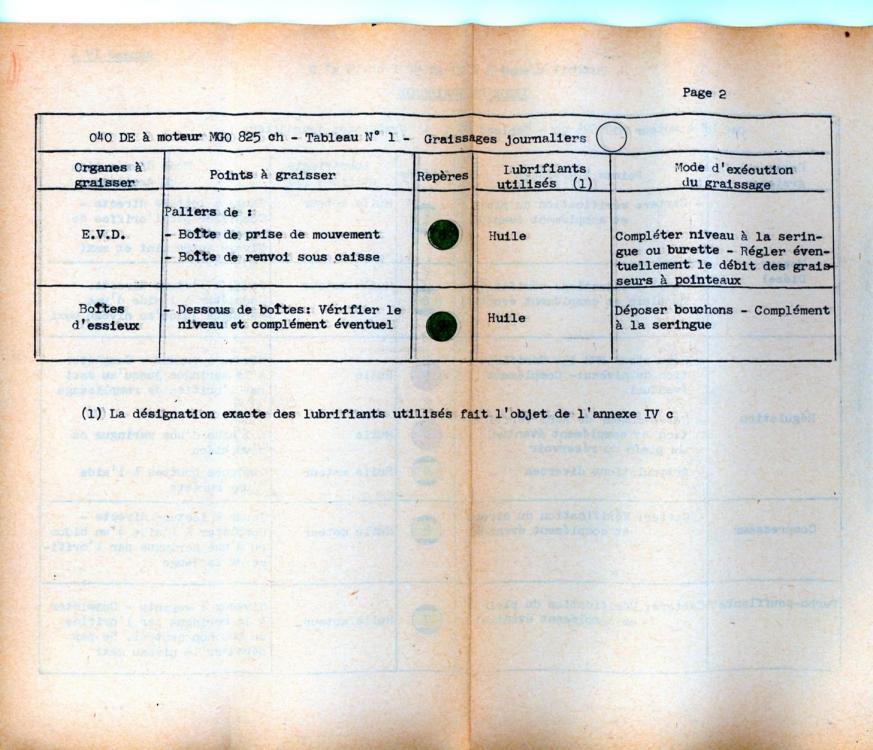 Page 2
040 DE à moteur MGO 825 ch - Tableau N° 1 - Graissages journaliers
Organes à graisser
Points à graisser
Repères
Lubrifiants utilisés (1)
Mode d'exécution du graissage
E.V.D.
Paliers de :
- Boîte de prise de mouvement
- Boîte de renvoi sous caisse
Huile
Compléter niveau à la serin-
gue ou burette - Régler éven-
tuellement le débit des grais-
seurs à pointeaux
Boîtes
d'essieux
- Dessous de boîtes: Vérifier le
niveau et complément éventuel
Huile
Déposer bouchons - Complément
à la seringue
(1) La désignation exacte des lubrifiants utilisés fait l'objet de l'annexe IV c